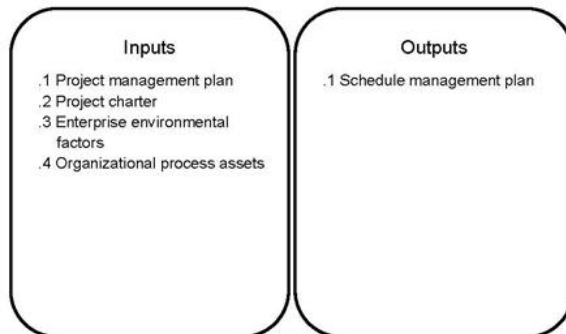 Inputs
.1 Project management plan
.2 Project charter
.3 Enterprise environmental
factors
.4 Organizational process assets
Outputs
.1 Schedule management plan